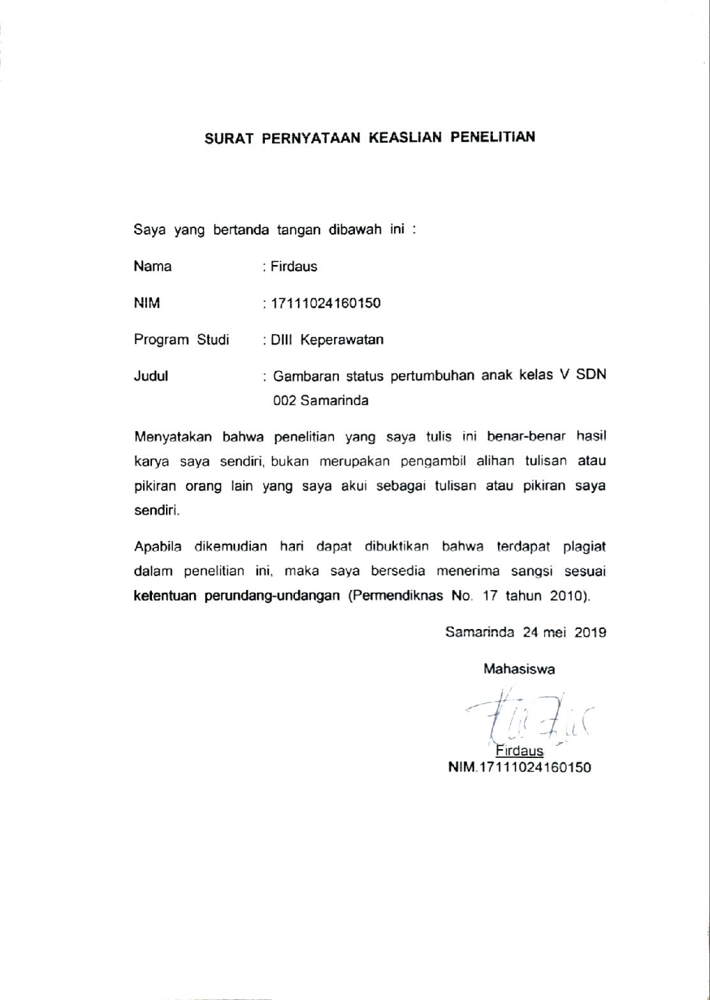 SURAT PERNYATAAN KEASLIAN PENELITIAN
Saya yang bertanda tangan dibawah ini :
Nama : Firdaus
NIM : 17111024160150
Program Studi : DIII Keperawatan
Judul : Gambaran status pertumbuhan anak kelas V SDN
002 Samarinda
Menyatakan bahwa penelitian yang saya tulis ini benar-benar hasil
karya saya sendiri, bukan merupakan pengambil alihan tulisan atau
pikiran orang lain yang saya akui sebagai tulisan atau pikiran saya
sendiri.
Apabila dikemudian hari dapat dibuktikan bahwa terdapat plagiat
dalam penelitian ini, maka saya bersedia menerima sangsi sesuai
ketentuan perundang-undangan (Permendiknas No. 17 tahun 2010).
Samarinda 24 mei 2019
Mahasiswa
Firdaus
NIM.17111024160150